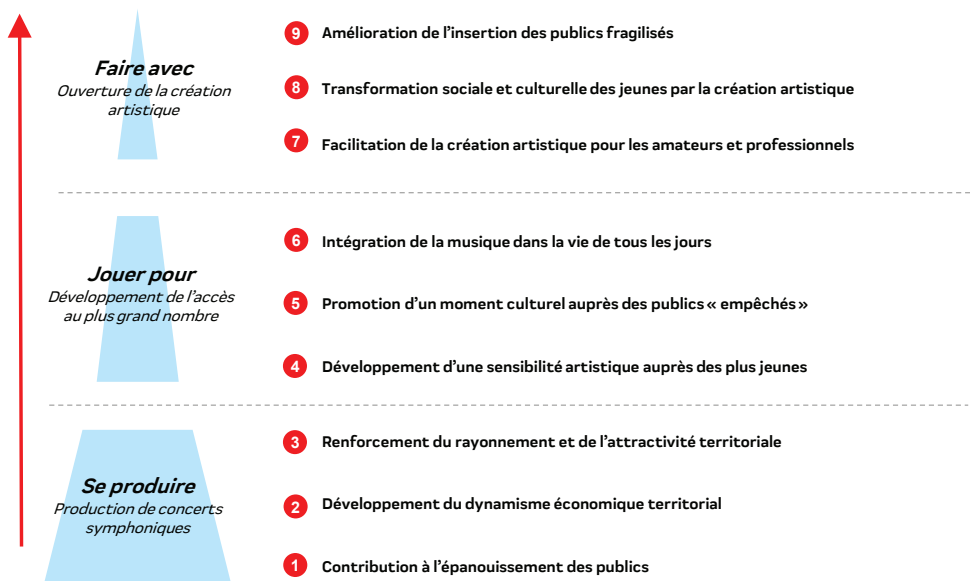 Faire avec
Ouverture de la création
artistique
9 Amélioration de l'insertion des publics fragilisés
8 Transformation sociale et culturelle des jeunes par la création artistique
7 Facilitation de la création artistique pour les amateurs et professionnels
Jouer pour
Développement de l'accès
au plus grand nombre
6 Intégration de la musique dans la vie de tous les jours
5 Promotion d'un moment culturel auprès des publics « empêchés »
4 Développement d'une sensibilité artistique auprès des plus jeunes
Se produire
Production de concerts
symphoniques
3 Renforcement du rayonnement et de l'attractivité territoriale
2 Développement du dynamisme économique territorial
1 Contribution à l'épanouissement des publics